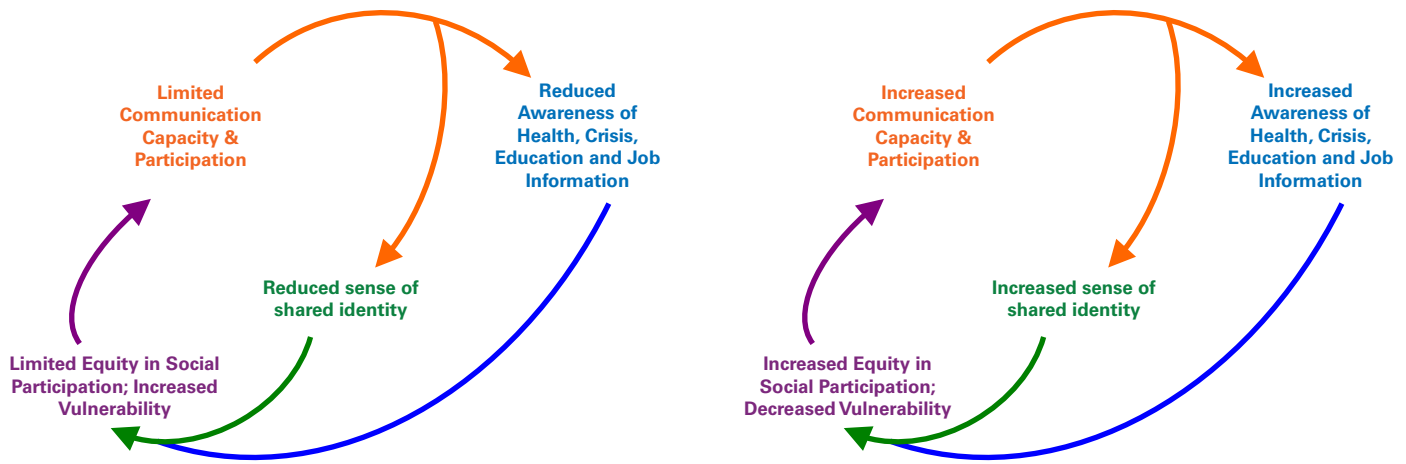 Limited
Communication
Capacity &
Participation
Reduced
Awareness of
Health, Crisis,
Education and Job
Information
Reduced sense of
shared identity
Limited Equity in Social
Participation; Increased
Vulnerability
Increased
Communication
Capacity &
Participation
Increased
Awareness of
Health, Crisis,
Education and Job
Information
Increased sense of
shared identity
Increased Equity in
Social Participation;
Decreased Vulnerability